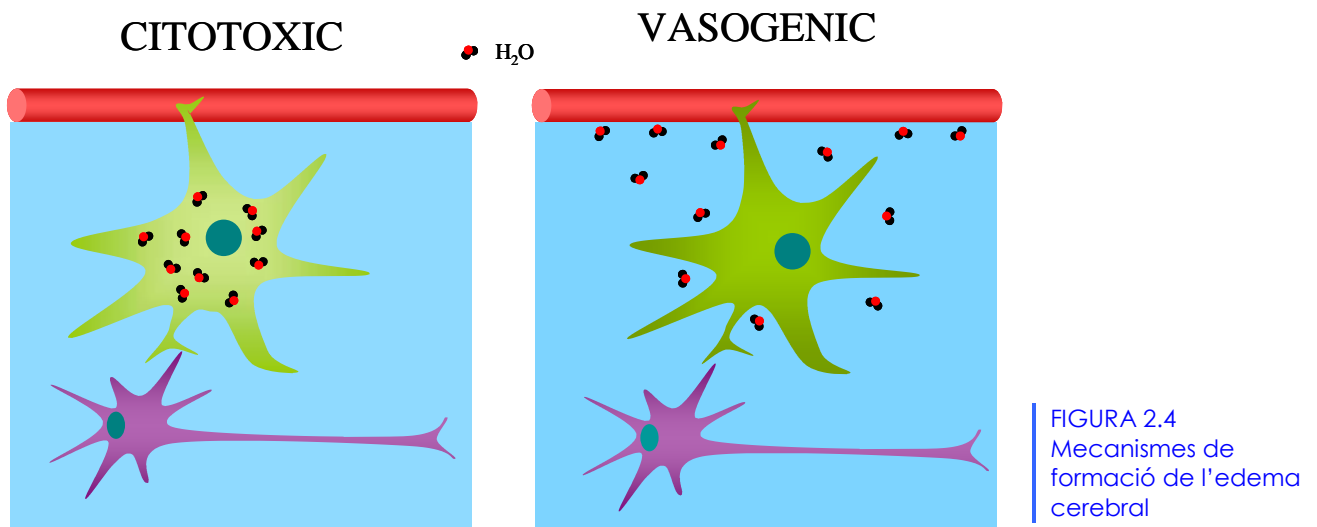 CITOTOXIC
H₂O
VASOGENIC
FIGURA 2.4
Mecanismes de
formació de l’edema
cerebral